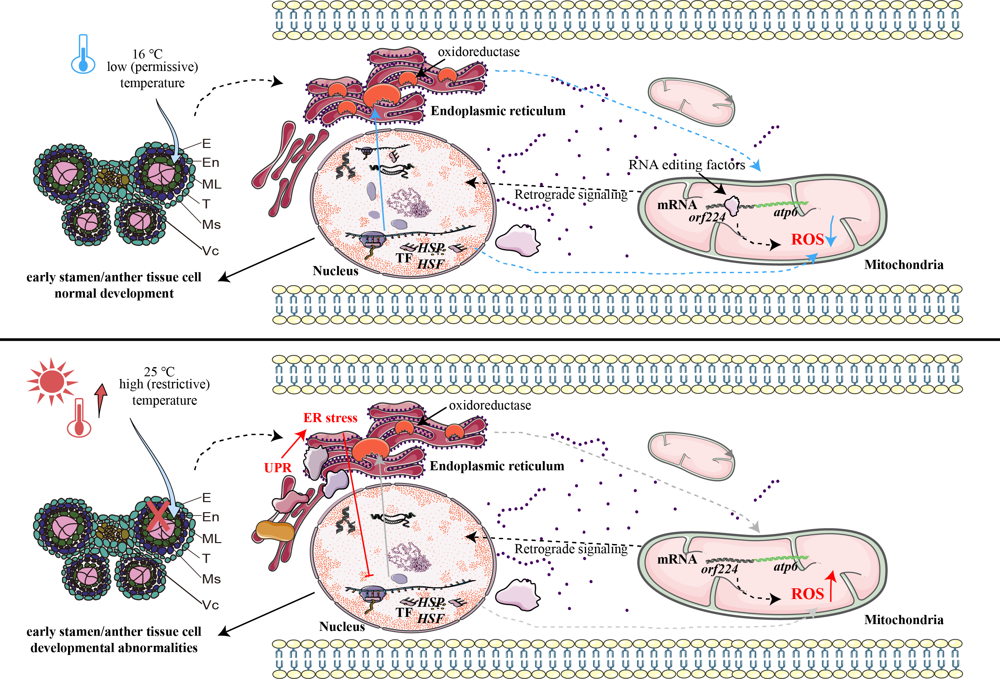 16 ℃
low (permissive)
temperature
oxidoreductase
Endoplasmic reticulum
E
En
ML
T
Ms
Vc
RNA editing factors
Retrograde signaling
mRNA
orf224
atp6
ROS
HSP
TF
HSF
Nucleus
Mitochondria
early stamen/anther tissue cell
normal development
25 ℃
high (restrictive)
temperature
oxidoreductase
ER stress
UPR
Endoplasmic reticulum
E
En
ML
T
Ms
Vc
Retrograde signaling
mRNA
orf224
atp6
ROS
HSP
TF
HSF
Nucleus
Mitochondria
early stamen/anther tissue cell
developmental abnormalities